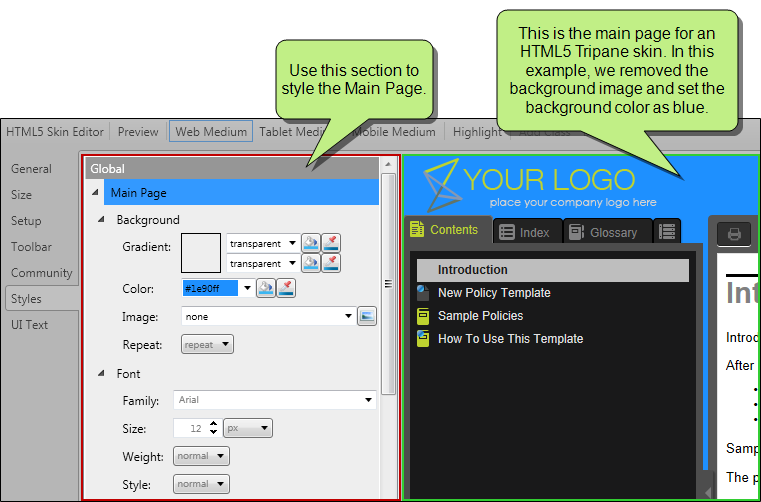 Use this section to
style the Main Page.
This is the main page for an
HTML5 Tripane skin. In this
example, we removed the
background image and set the
background color as blue.
HTML5 Skin Editor
Preview
Web Medium
Tablet Medi
Mobile Medium
Highlight
Add Class
General
Size
Setup
Toolbar
Community
Styles
UI Text
Global
Main Page
Background
Gradient:
transparent
transparent
Color:
#1e90ff
Image:
none
Repeat:
repeat
Font
Family:
Arial
Size:
12
px
Weight:
normal
Style:
normal
YOUR LOGO
place your company logo here
Contents
Index
Glossary
Introduction
New Policy Template
Sample Policies
How To Use This Template
Int
Introd
After
Samp
The p